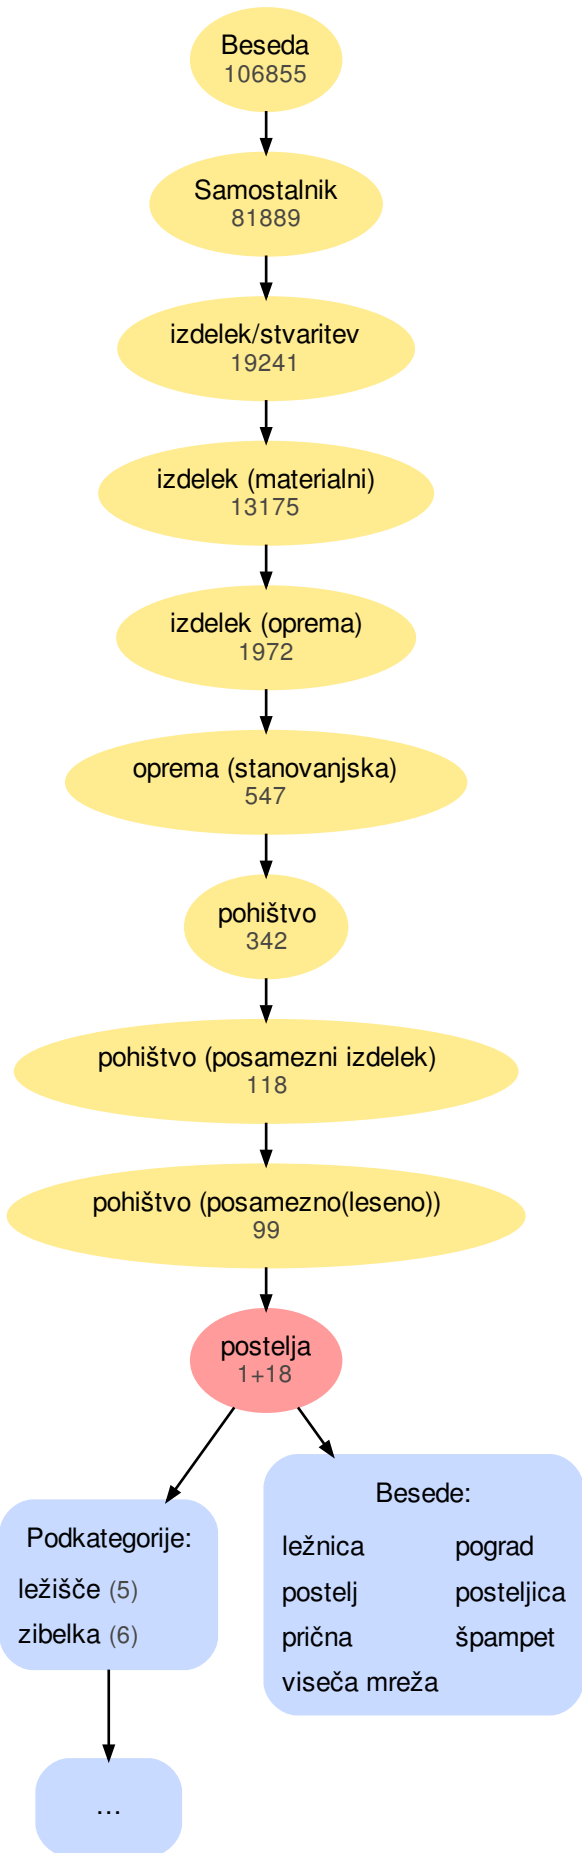 Beseda
106855
Samostalnik
81889
izdelek/stvaritev
19241
izdelek (materialni)
13175
izdelek (oprema)
1972
oprema (stanovanjska)
547
pohištvo
342
pohištvo (posamezni izdelek)
118
pohištvo (posamezno(leseno))
99
postelja
1+18
Podkategorije:
ležišče (5)
zibelka (6)
...
Besede:
ležnica pograd
postelj posteljica
prična špampet
viseča mreža